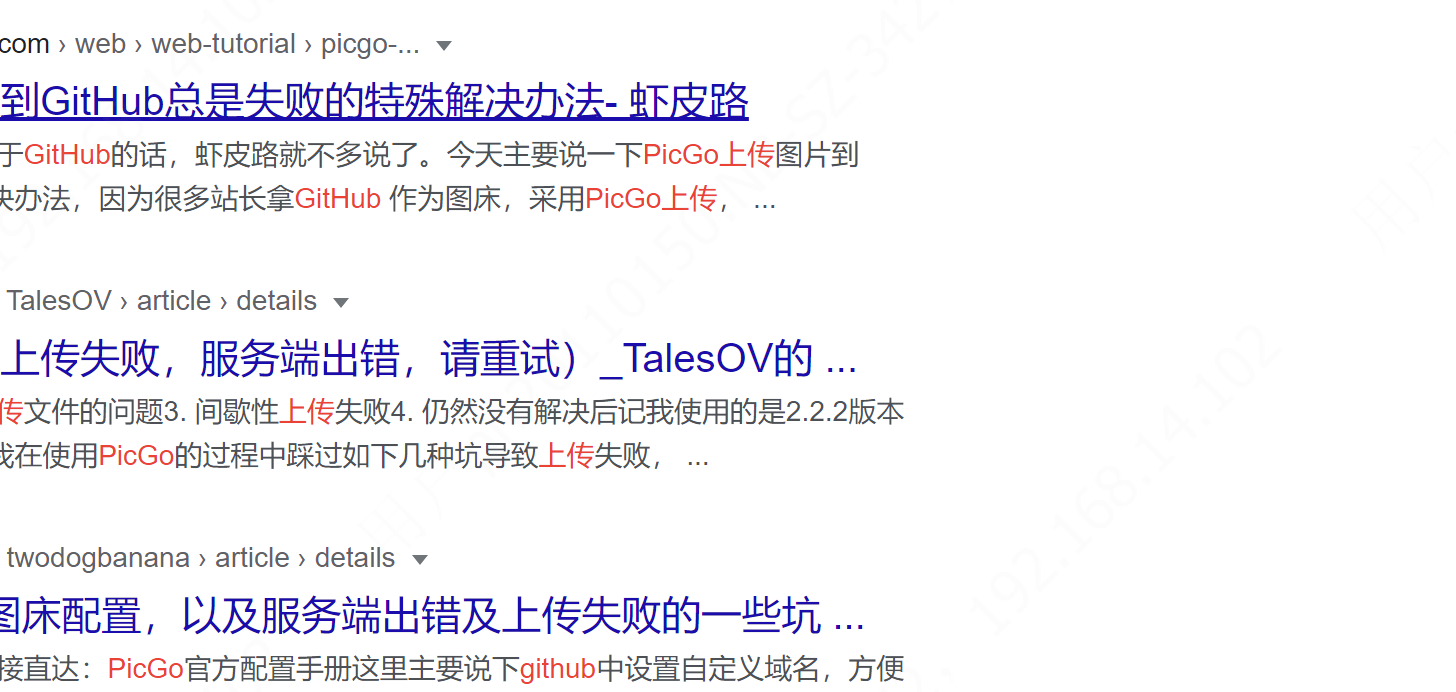 com › web › web-tutorial › picgo-...
到GitHub总是失败的特殊解决办法- 虾皮路
于GitHub的话，虾皮路就不多说了。今天主要说一下PicGo上传图片到
决办法，因为很多站长拿GitHub 作为图床，采用PicGo上传， ...
TalesOV › article › details
上传失败，服务端出错，请重试）_TalesOV的 ...
传文件的问题3. 间歇性上传失败4. 仍然没有解决后记我使用的是2.2.2版本
我在使用PicGo的过程中踩过如下几种坑导致上传失败， ...
192.168.14.102
twodogbanana › article › details
图床配置，以及服务端出错及上传失败的一些坑 ...
接直达：PicGo官方配置手册这里主要说下github中设置自定义域名，方便